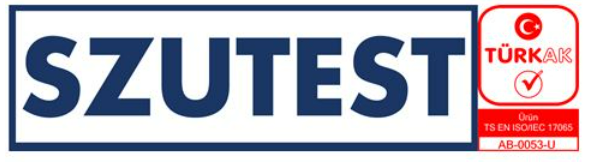 SZUTEST
TÜRKAK
Ürün
TS EN ISO/IEC 17065
AB-0053-U